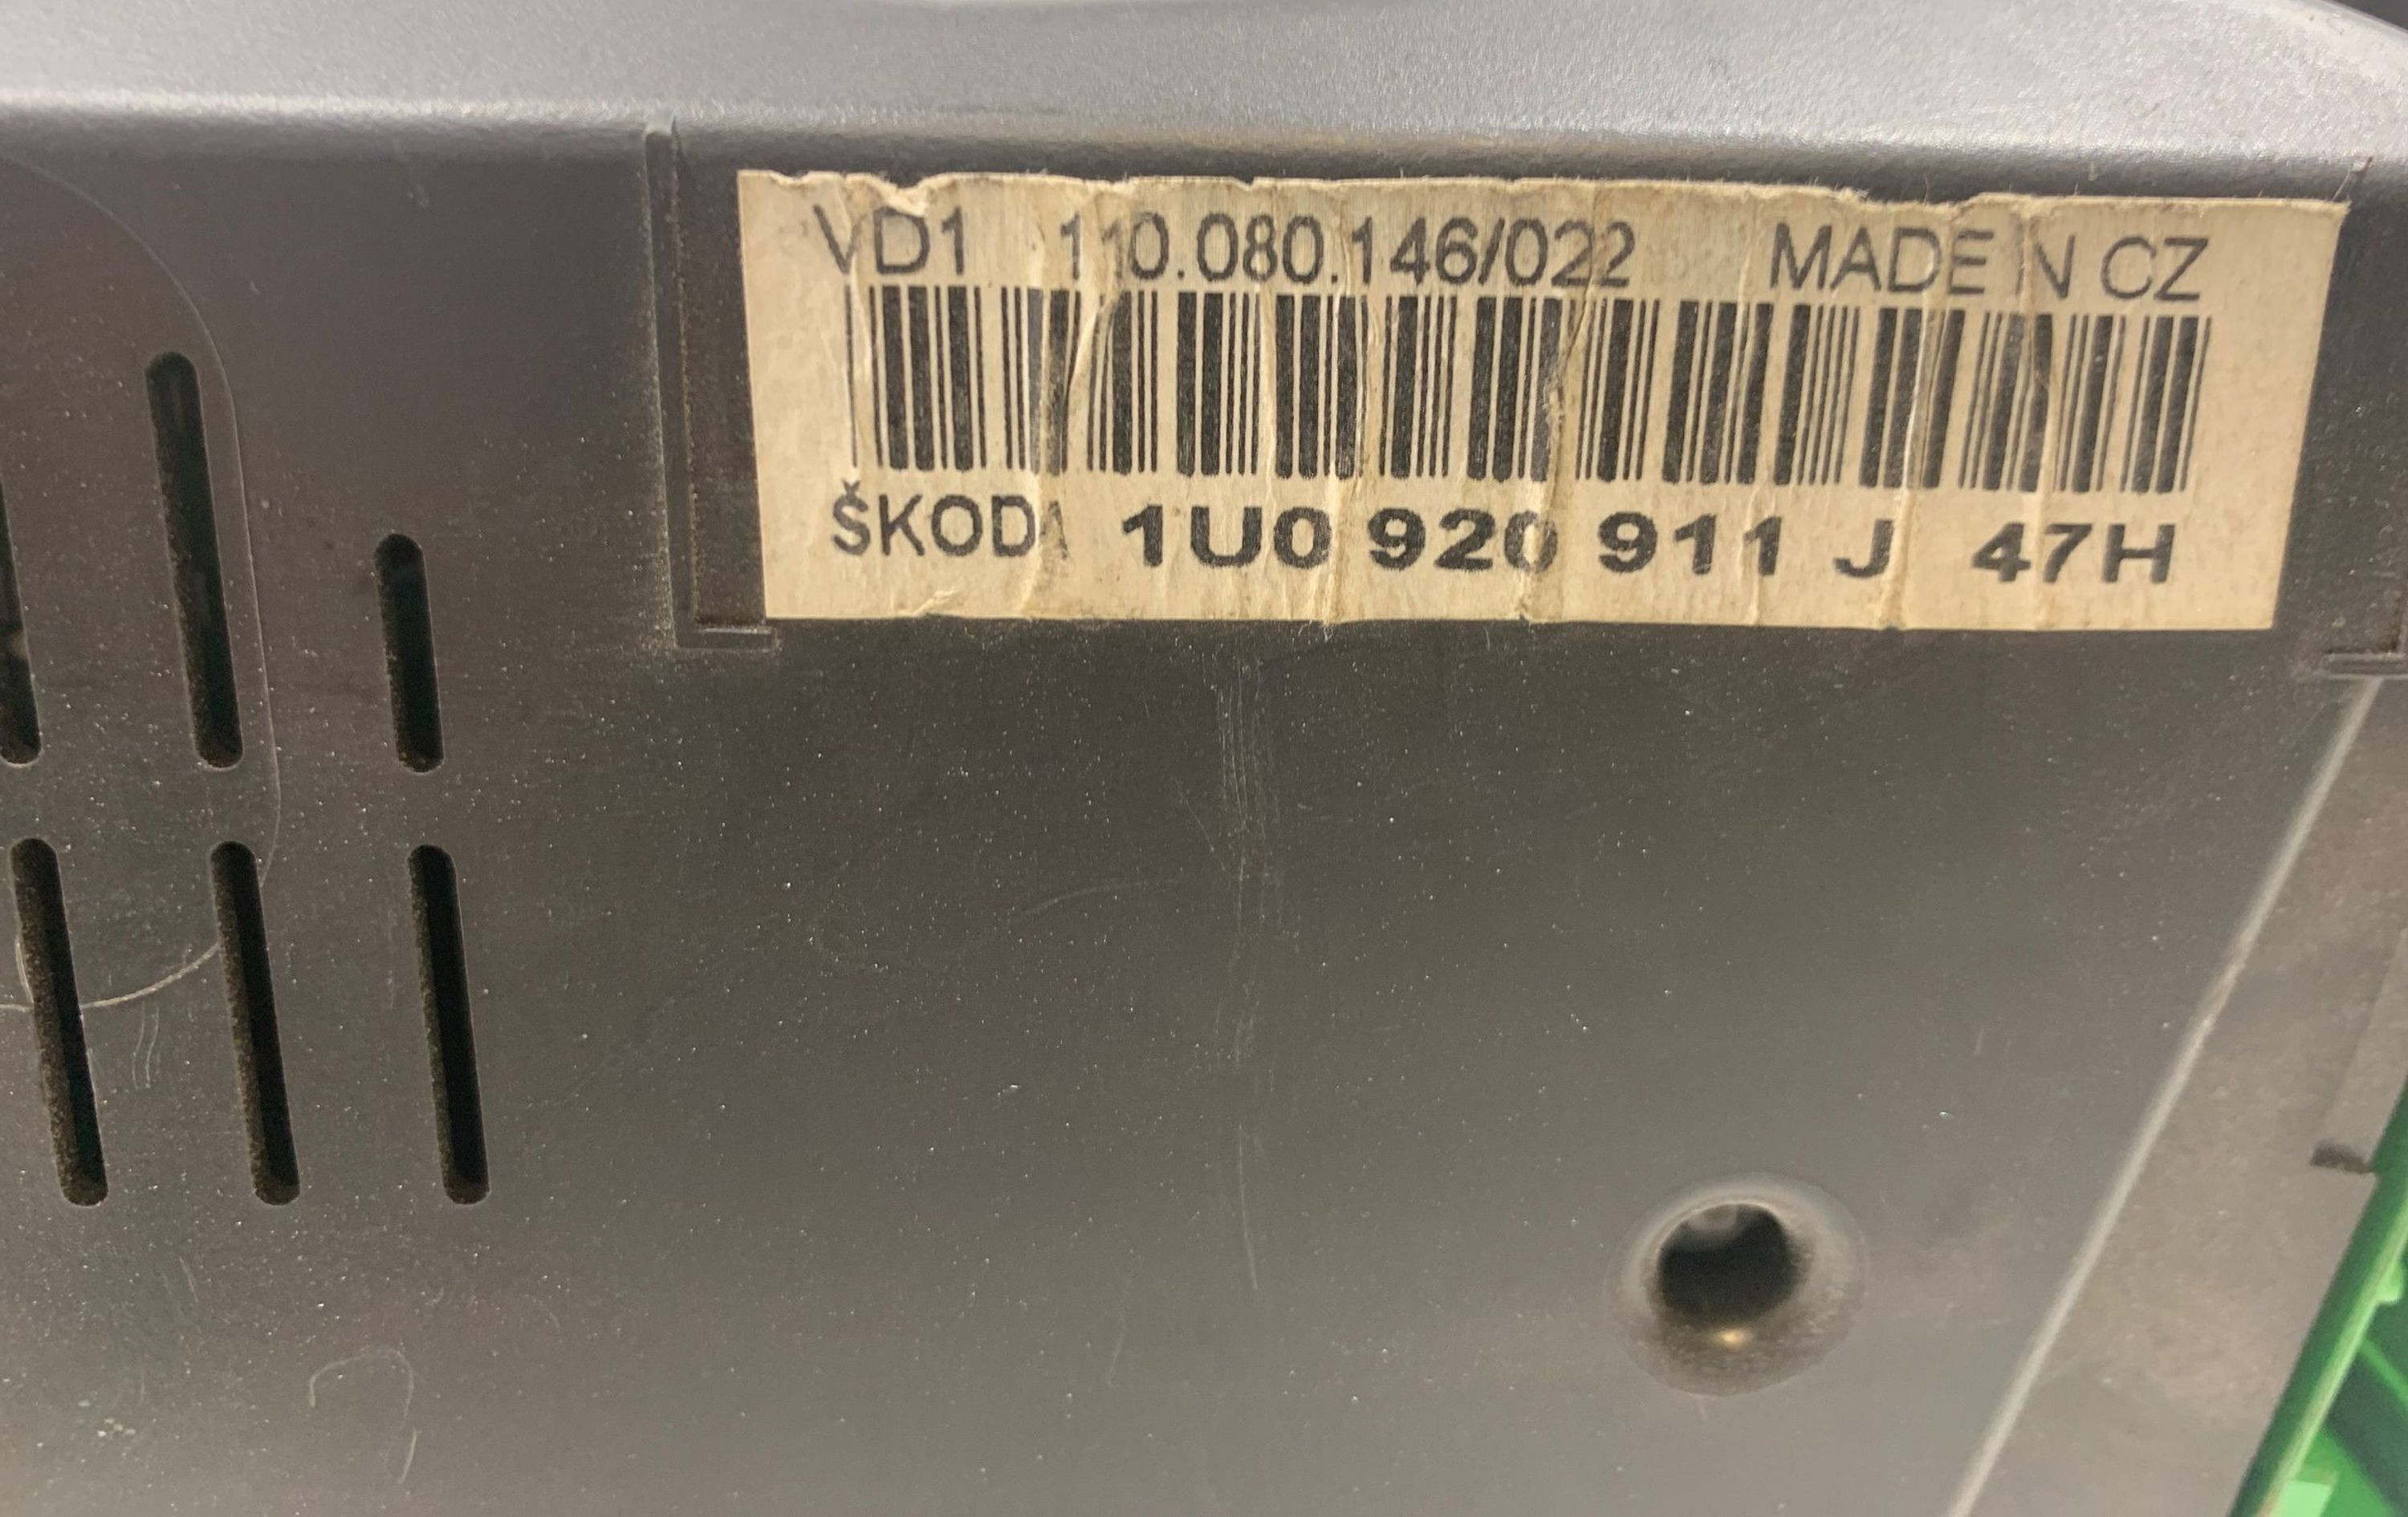 VD1 110.080.146/022 MADE IN CZ
ŠKODA 1U0 920 911 J 47H